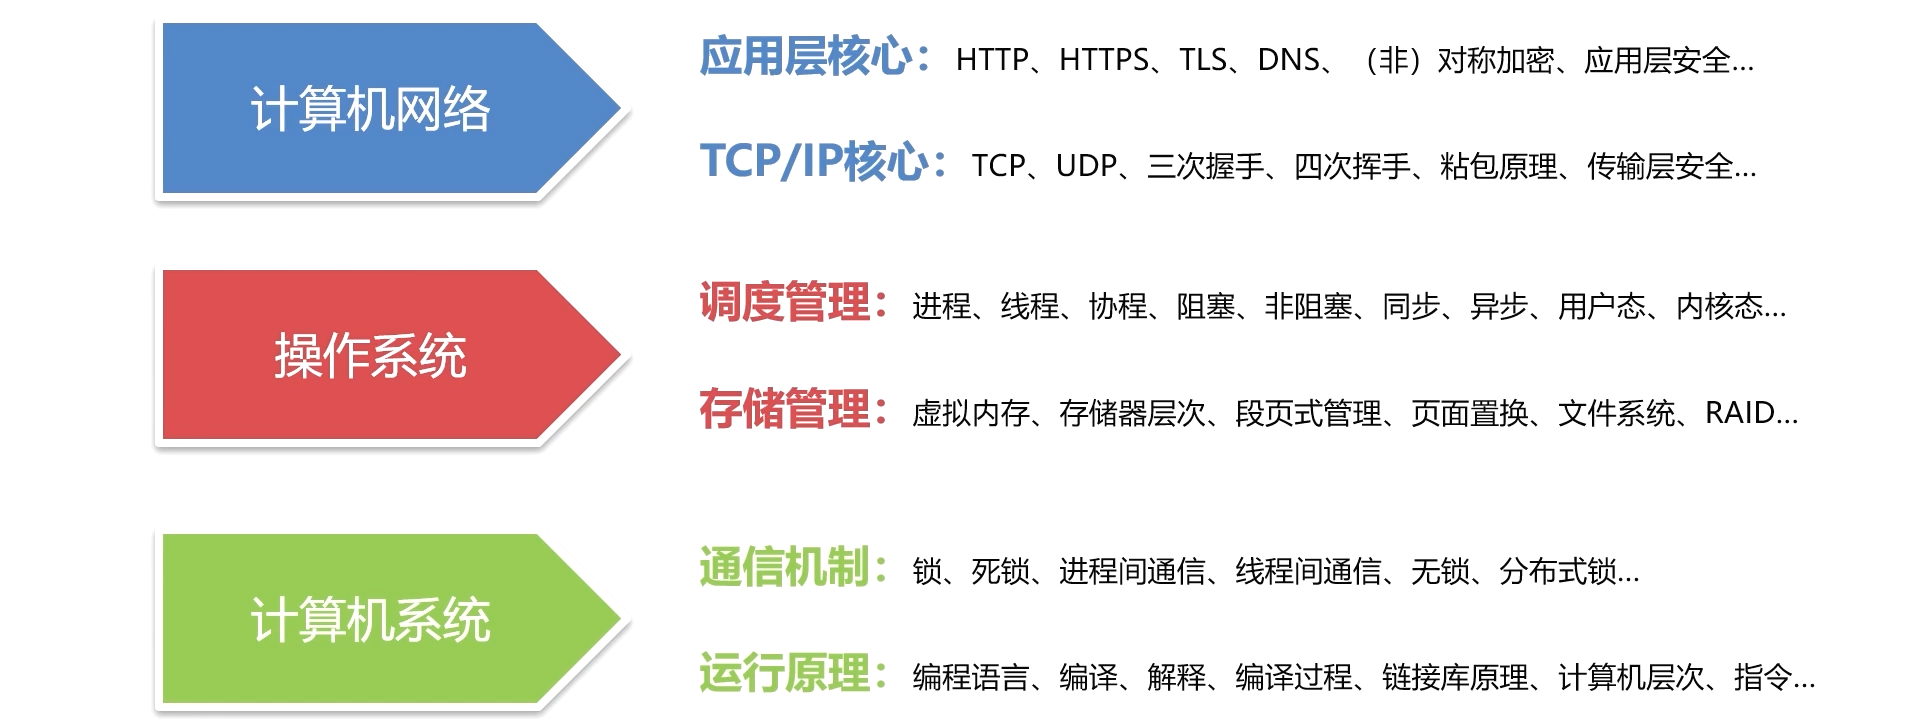 计算机网络
应用层核心：HTTP、HTTPS、TLS、DNS、（非）对称加密、应用层安全...
TCP/IP核心：TCP、UDP、三次握手、四次挥手、粘包原理、传输层安全...
操作系统
调度管理：进程、线程、协程、阻塞、非阻塞、同步、异步、用户态、内核态...
存储管理：虚拟内存、存储器层次、段页式管理、页面置换、文件系统、RAID...
计算机系统
通信机制：锁、死锁、进程间通信、线程间通信、无锁、分布式锁...
运行原理：编程语言、编译、解释、编译过程、链接库原理、计算机层次、指令...